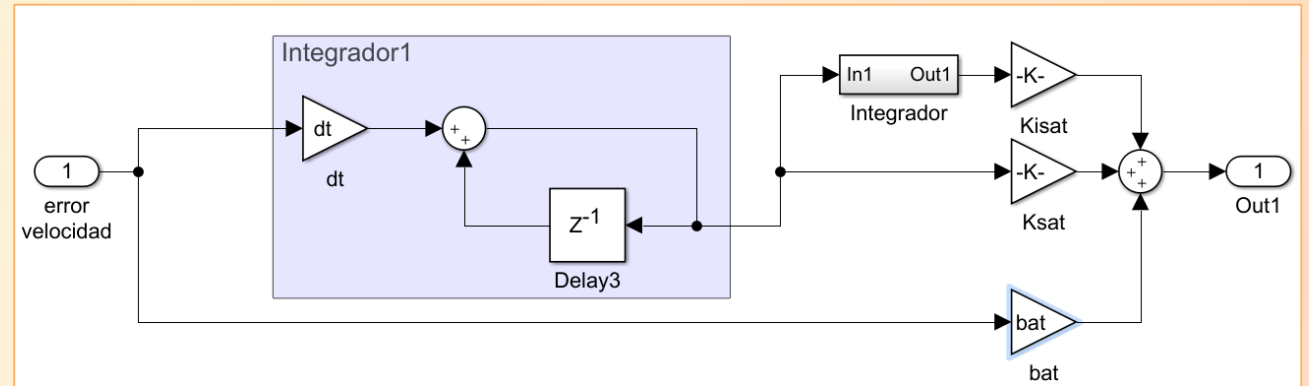 Integrador1
In1 Out1
Integrador
-K-
Kisat
dt
+
+
dt
1
error
velocidad
-K-
Ksat
+
+
+
1
Out1
Z-1
Delay3
bat
bat